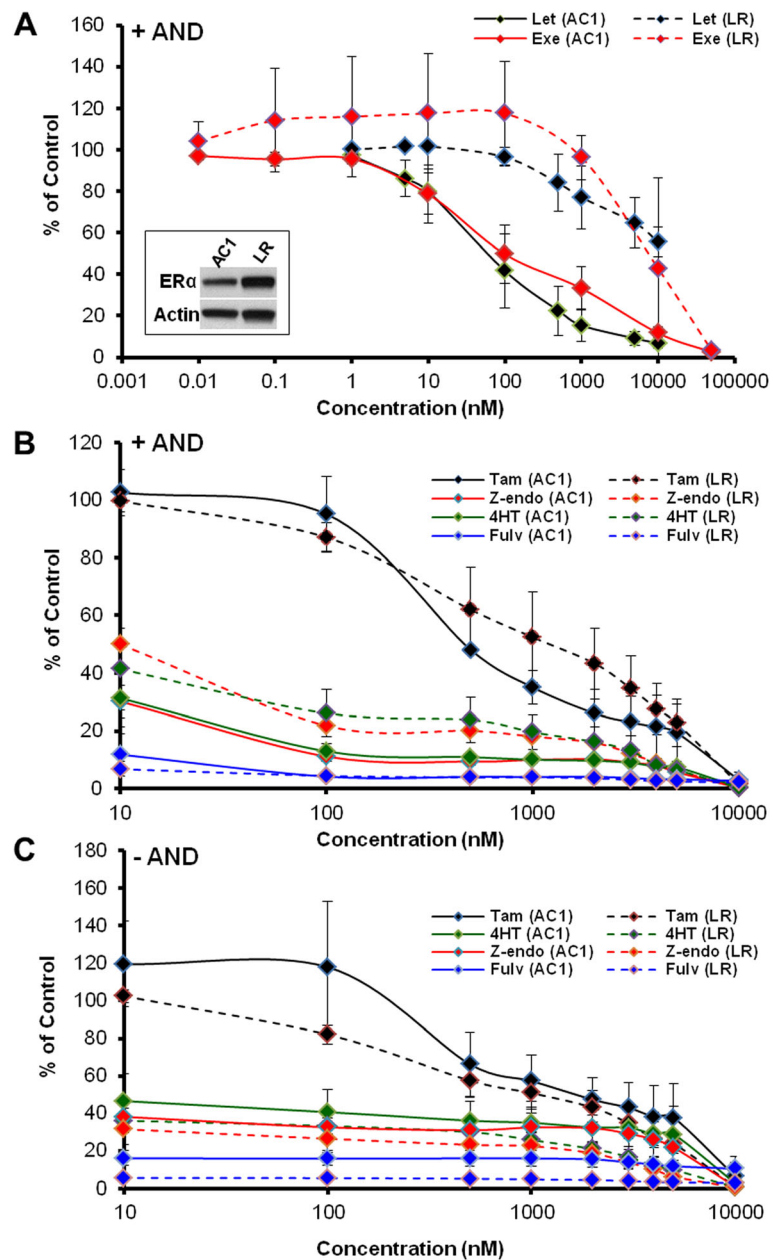 A
+ AND
Let (AC1)
Let (LR)
Exe (AC1)
Exe (LR)
160
140
120
100
80
60
40
20
0
% of Control
AC1
LR
ERα
Actin
0.001
0.01
0.1
1
10
100
1000
10000
100000
Concentration (nM)
B
+ AND
Tam (AC1)
Tam (LR)
Z-endo (AC1)
Z-endo (LR)
4HT (AC1)
4HT (LR)
Fulv (AC1)
Fulv (LR)
120
100
80
60
40
20
0
% of Control
10
100
1000
10000
Concentration (nM)
C
- AND
Tam (AC1)
Tam (LR)
4HT (AC1)
4HT (LR)
Z-endo (AC1)
Z-endo (LR)
Fulv (AC1)
Fulv (LR)
180
160
140
120
100
80
60
40
20
0
% of Control
10
100
1000
10000
Concentration (nM)